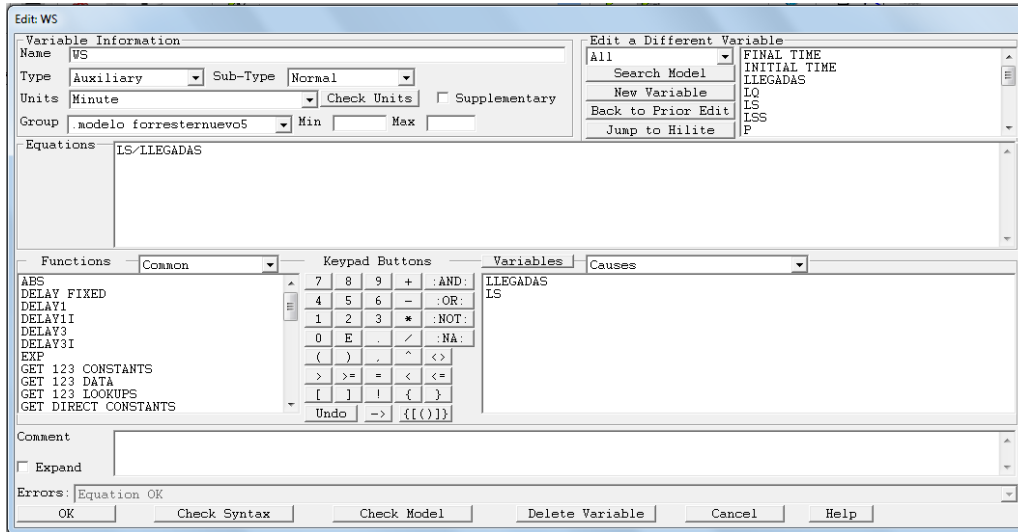 Edit: WS
Variable Information
Name WS
Type Auxiliary Sub-Type Normal
Units Minute Check Units Supplementary
Group .modelo forresternuevo5 Min Max
Edit a Different Variable
All
Search Model
New Variable
Back to Prior Edit
Jump to Hilite
FINAL TIME
INITIAL TIME
LLEGADAS
LQ
LS
LSS
P
Equations
LS/LLEGADAS
Functions Common
ABS
DELAY FIXED
DELAY1
DELAY1I
DELAY3
DELAY3I
EXP
GET 123 CONSTANTS
GET 123 DATA
GET 123 LOOKUPS
GET DIRECT CONSTANTS
Keypad Buttons
7 8 9 + :AND:
4 5 6 - :OR:
1 2 3 * :NOT:
0 E . / :NA:
( ) , ^ <>
> >= = < <=
[ ] ! { }
Undo -> {[()]}
Variables Causes
LLEGADAS
LS
Comment
Expand
Errors: Equation OK
OK Check Syntax Check Model Delete Variable Cancel Help